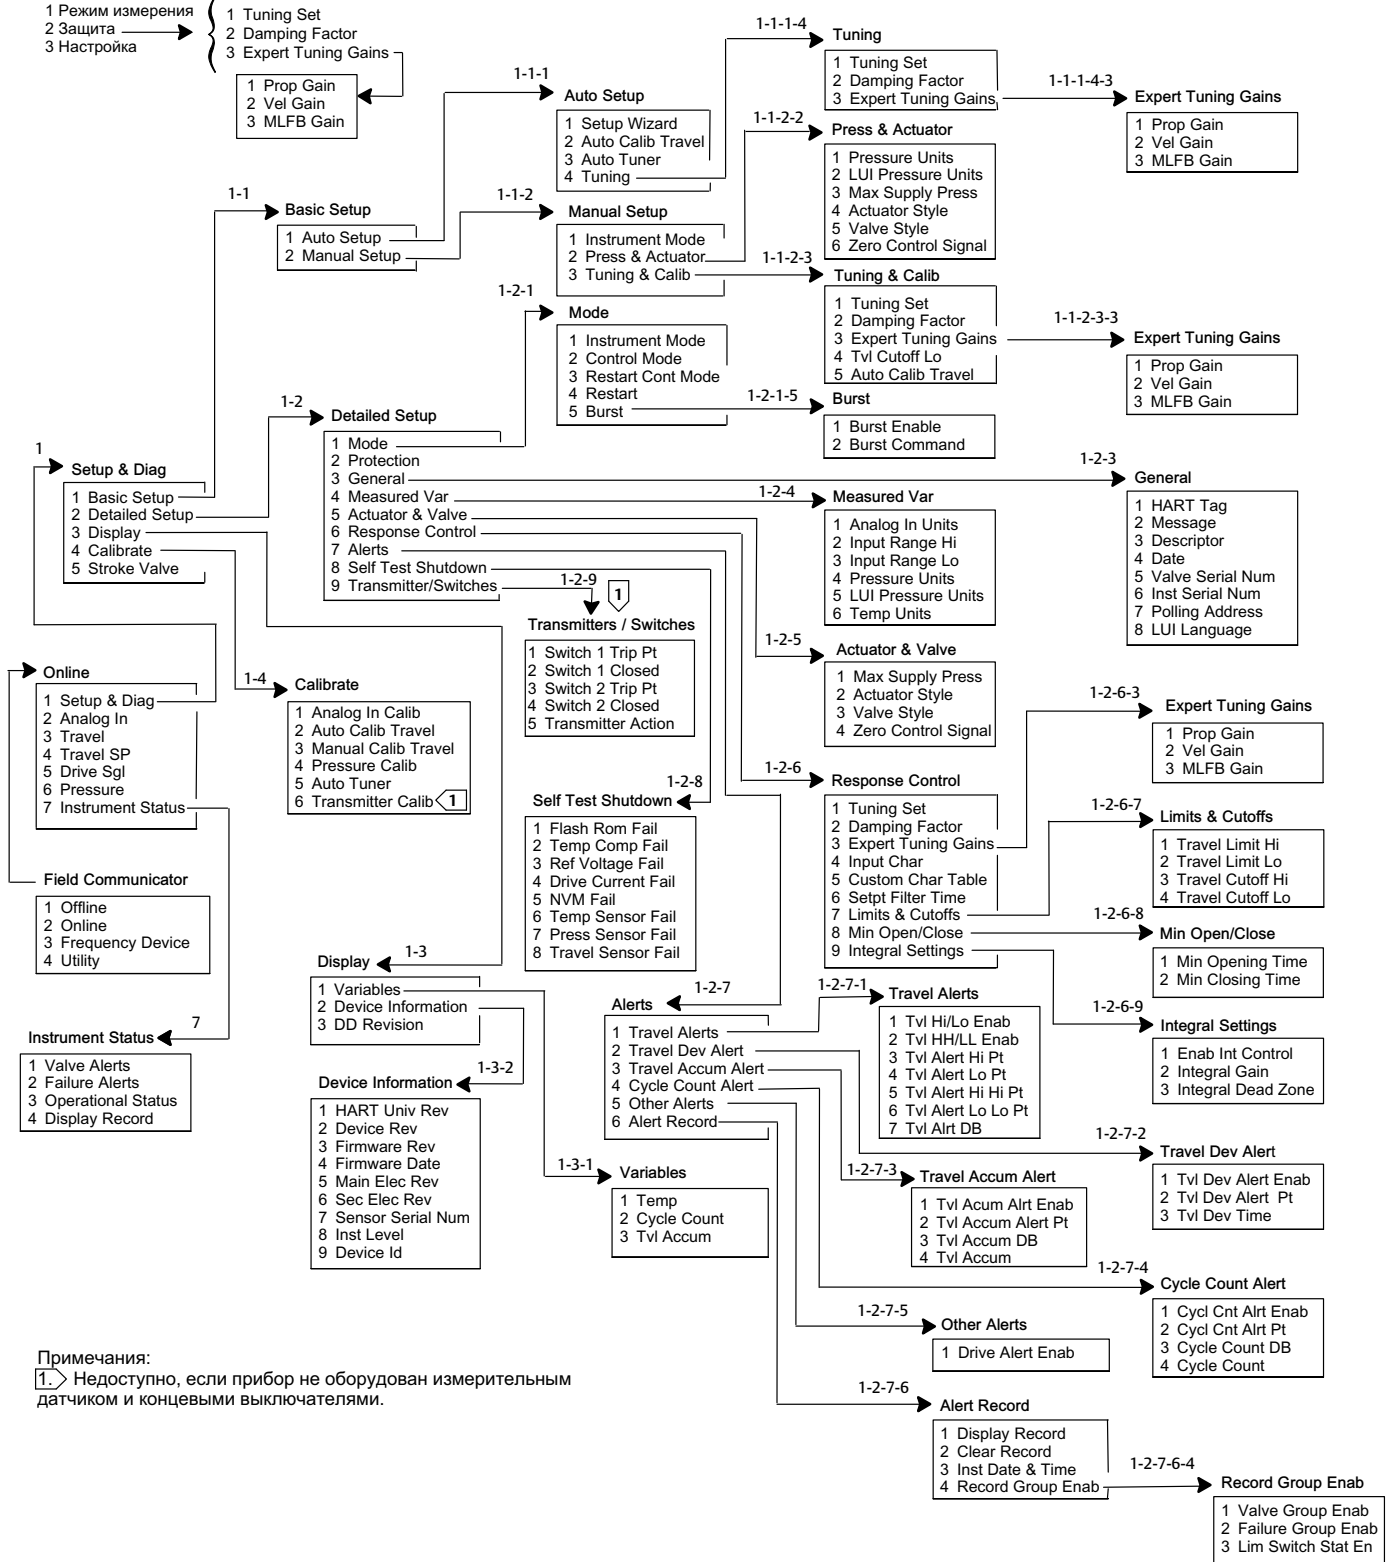 1 Режим измерения
2 Защита
3 Настройка
1 Tuning Set
2 Damping Factor
3 Expert Tuning Gains
1 Prop Gain
2 Vel Gain
3 MLFB Gain
1-1-1
Auto Setup
1 Setup Wizard
2 Auto Calib Travel
3 Auto Tuner
4 Tuning
1-1-1-4
Tuning
1 Tuning Set
2 Damping Factor
3 Expert Tuning Gains
1-1-1-4-3
Expert Tuning Gains
1 Prop Gain
2 Vel Gain
3 MLFB Gain
1-1-2-2
Press & Actuator
1 Pressure Units
2 LUI Pressure Units
3 Max Supply Press
4 Actuator Style
5 Valve Style
6 Zero Control Signal
1-1
Basic Setup
1 Auto Setup
2 Manual Setup
1-1-2
Manual Setup
1 Instrument Mode
2 Press & Actuator
3 Tuning & Calib
1-1-2-3
Tuning & Calib
1 Tuning Set
2 Damping Factor
3 Expert Tuning Gains
4 Tvl Cutoff Lo
5 Auto Calib Travel
1-1-2-3-3
Expert Tuning Gains
1 Prop Gain
2 Vel Gain
3 MLFB Gain
1-2-1
Mode
1 Instrument Mode
2 Control Mode
3 Restart Cont Mode
4 Restart
5 Burst
1-2-1-5
Burst
1 Burst Enable
2 Burst Command
1-2
Detailed Setup
1 Mode
2 Protection
3 General
4 Measured Var
5 Actuator & Valve
6 Response Control
7 Alerts
8 Self Test Shutdown
9 Transmitter/Switches
1
Setup & Diag
1 Basic Setup
2 Detailed Setup
3 Display
4 Calibrate
5 Stroke Valve
1-2-3
General
1 HART Tag
2 Message
3 Descriptor
4 Date
5 Valve Serial Num
6 Inst Serial Num
7 Polling Address
8 LUI Language
1-2-4
Measured Var
1 Analog In Units
2 Input Range Hi
3 Input Range Lo
4 Pressure Units
5 LUI Pressure Units
6 Temp Units
1-2-9
1
Transmitters / Switches
1 Switch 1 Trip Pt
2 Switch 1 Closed
3 Switch 2 Trip Pt
4 Switch 2 Closed
5 Transmitter Action
1-2-5
Actuator & Valve
1 Max Supply Press
2 Actuator Style
3 Valve Style
4 Zero Control Signal
Online
1 Setup & Diag
2 Analog In
3 Travel
4 Travel SP
5 Drive Sgl
6 Pressure
7 Instrument Status
1-4
Calibrate
1 Analog In Calib
2 Auto Calib Travel
3 Manual Calib Travel
4 Pressure Calib
5 Auto Tuner
6 Transmitter Calib
1
1-2-6-3
Expert Tuning Gains
1 Prop Gain
2 Vel Gain
3 MLFB Gain
1-2-6
Response Control
1 Tuning Set
2 Damping Factor
3 Expert Tuning Gains
4 Input Char
5 Custom Char Table
6 Setpt Filter Time
7 Limits & Cutoffs
8 Min Open/Close
9 Integral Settings
1-2-8
Self Test Shutdown
1 Flash Rom Fail
2 Temp Comp Fail
3 Ref Voltage Fail
4 Drive Current Fail
5 NVM Fail
6 Temp Sensor Fail
7 Press Sensor Fail
8 Travel Sensor Fail
1-2-6-7
Limits & Cutoffs
1 Travel Limit Hi
2 Travel Limit Lo
3 Travel Cutoff Hi
4 Travel Cutoff Lo
Field Communicator
1 Offline
2 Online
3 Frequency Device
4 Utility
1-2-6-8
Min Open/Close
1 Min Opening Time
2 Min Closing Time
1-3
Display
1 Variables
2 Device Information
3 DD Revision
1-2-7
Alerts
1 Travel Alerts
2 Travel Dev Alert
3 Travel Accum Alert
4 Cycle Count Alert
5 Other Alerts
6 Alert Record
1-2-7-1
Travel Alerts
1 Tvl Hi/Lo Enab
2 Tvl HH/LL Enab
3 Tvl Alert Hi Pt
4 Tvl Alert Lo Pt
5 Tvl Alert Hi Hi Pt
6 Tvl Alert Lo Lo Pt
7 Tvl Alrt DB
1-2-6-9
Integral Settings
1 Enab Int Control
2 Integral Gain
3 Integral Dead Zone
7
Instrument Status
1 Valve Alerts
2 Failure Alerts
3 Operational Status
4 Display Record
1-3-2
Device Information
1 HART Univ Rev
2 Device Rev
3 Firmware Rev
4 Firmware Date
5 Main Elec Rev
6 Sec Elec Rev
7 Sensor Serial Num
8 Inst Level
9 Device Id
1-2-7-2
Travel Dev Alert
1 Tvl Dev Alert Enab
2 Tvl Dev Alert Pt
3 Tvl Dev Time
1-3-1
Variables
1 Temp
2 Cycle Count
3 Tvl Accum
1-2-7-3
Travel Accum Alert
1 Tvl Acum Alrt Enab
2 Tvl Accum Alert Pt
3 Tvl Accum DB
4 Tvl Accum
1-2-7-4
Cycle Count Alert
1 Cycl Cnt Alrt Enab
2 Cycl Cnt Alrt Pt
3 Cycle Count DB
4 Cycle Count
1-2-7-5
Other Alerts
1 Drive Alert Enab
Примечания:
1. Недоступно, если прибор не оборудован измерительным
датчиком и концевыми выключателями.
1-2-7-6
Alert Record
1 Display Record
2 Clear Record
3 Inst Date & Time
4 Record Group Enab
1-2-7-6-4
Record Group Enab
1 Valve Group Enab
2 Failure Group Enab
3 Lim Switch Stat En